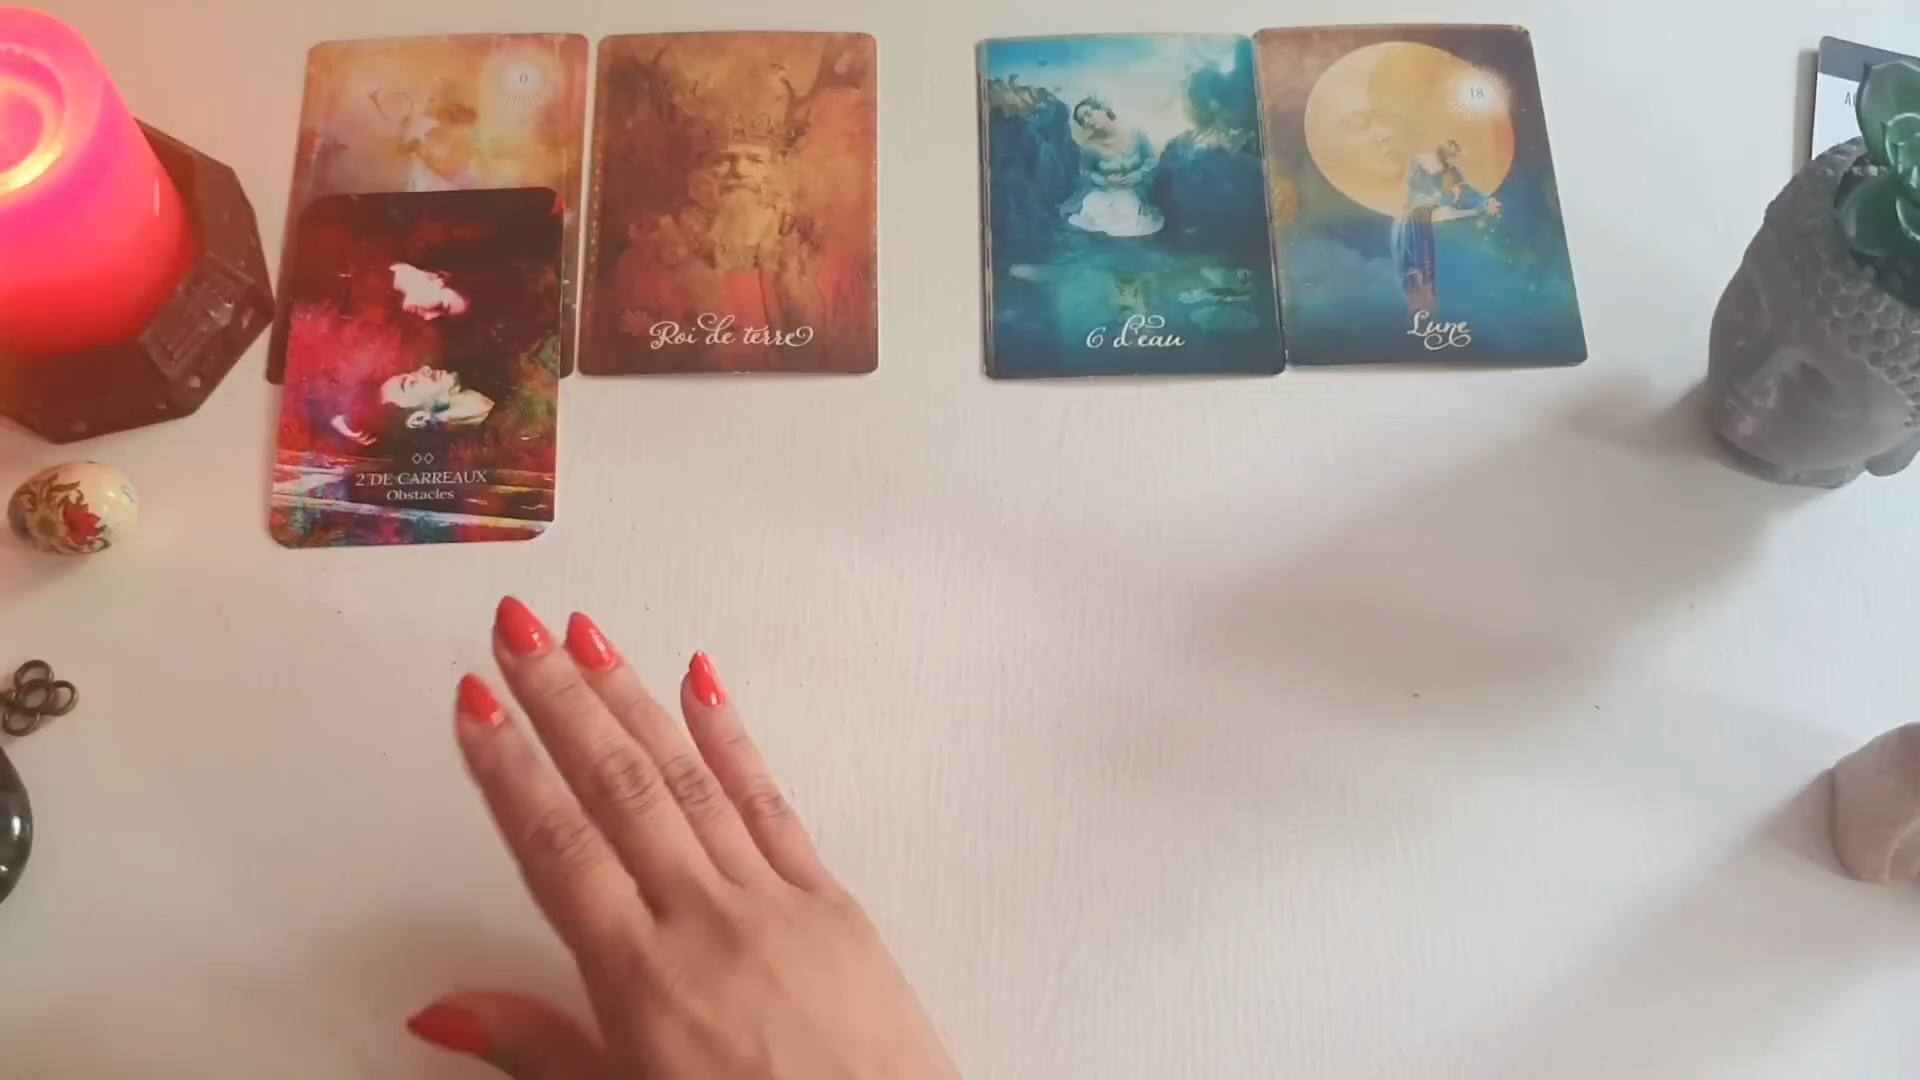 0
Roi de terre
2 DE CARREAUX
Obstacles
6 d'eau
18
Lune